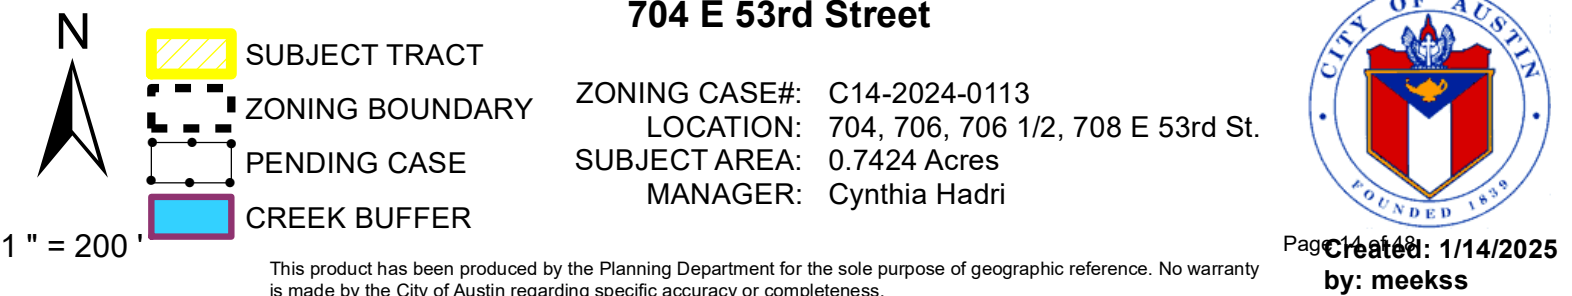 704 E 53rd Street
N
SUBJECT TRACT
ZONING BOUNDARY
PENDING CASE
CREEK BUFFER
1 " = 200 '
ZONING CASE#: C14-2024-0113
LOCATION: 704, 706, 706 1/2, 708 E 53rd St.
SUBJECT AREA: 0.7424 Acres
MANAGER: Cynthia Hadri
CITY OF AUSTIN
FOUNDED 1839
Page 14 of 48
Created: 1/14/2025
by: meekss
This product has been produced by the Planning Department for the sole purpose of geographic reference. No warranty
is made by the City of Austin regarding specific accuracy or completeness.